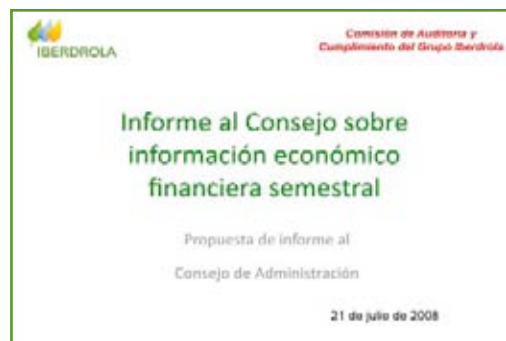 IBERDROLA
Comisión de Auditoría y
Cumplimiento del Grupo Iberdrola
Informe al Consejo sobre
información económico
financiera semestral
Propuesta de informe al
Consejo de Administración
21 de julio de 2008